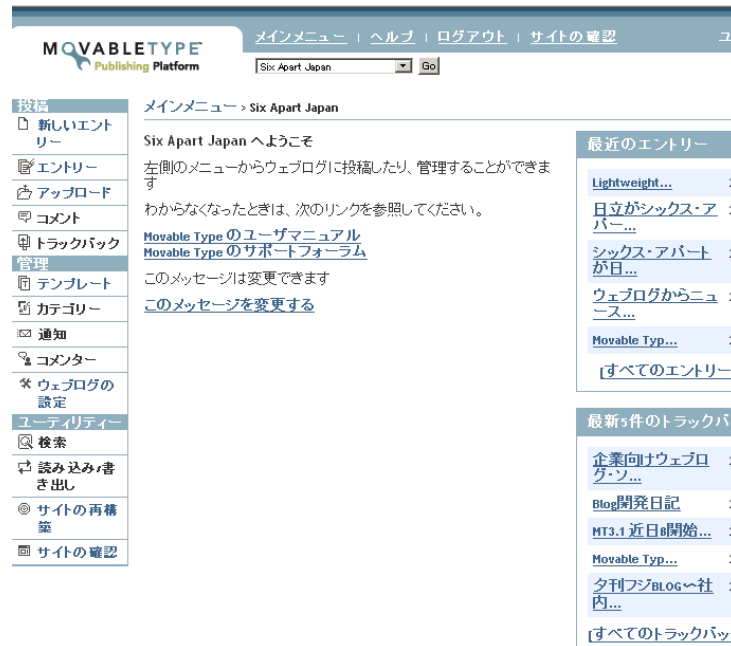 MOVABLETYPE™
Publishing Platform
メインメニュー | ヘルプ | ログアウト | サイトの確認
Six Apart Japan
Go
投稿
新しいエント
リー
エントリー
アップロード
コメント
トラックバック
管理
テンプレート
カテゴリー
通知
コメンター
ウェブログの
設定
ユーティリティー
検索
読み込み/書
き出し
サイトの再構
築
サイトの確認
メインメニュー > Six Apart Japan
Six Apart Japan へようこそ
左側のメニューからウェブログに投稿したり、管理することができま
す
わからなくなったときは、次のリンクを参照してください。
Movable Type のユーザマニュアル
Movable Type のサポートフォーラム
このメッセージは変更できます
このメッセージを変更する
最近のエントリー
Lightweight...
日立がシックス・ア
パー...
シックス・アパート
が日...
ウェブログからニュ
ース...
Movable Typ...
[すべてのエントリー
最新5件のトラックバ
企業向けウェブロ
グ・ソ...
Blog開発日記
MT3.1 近日β開始...
Movable Typ...
夕刊フジBLOG〜社
内...
[すべてのトラックバッ